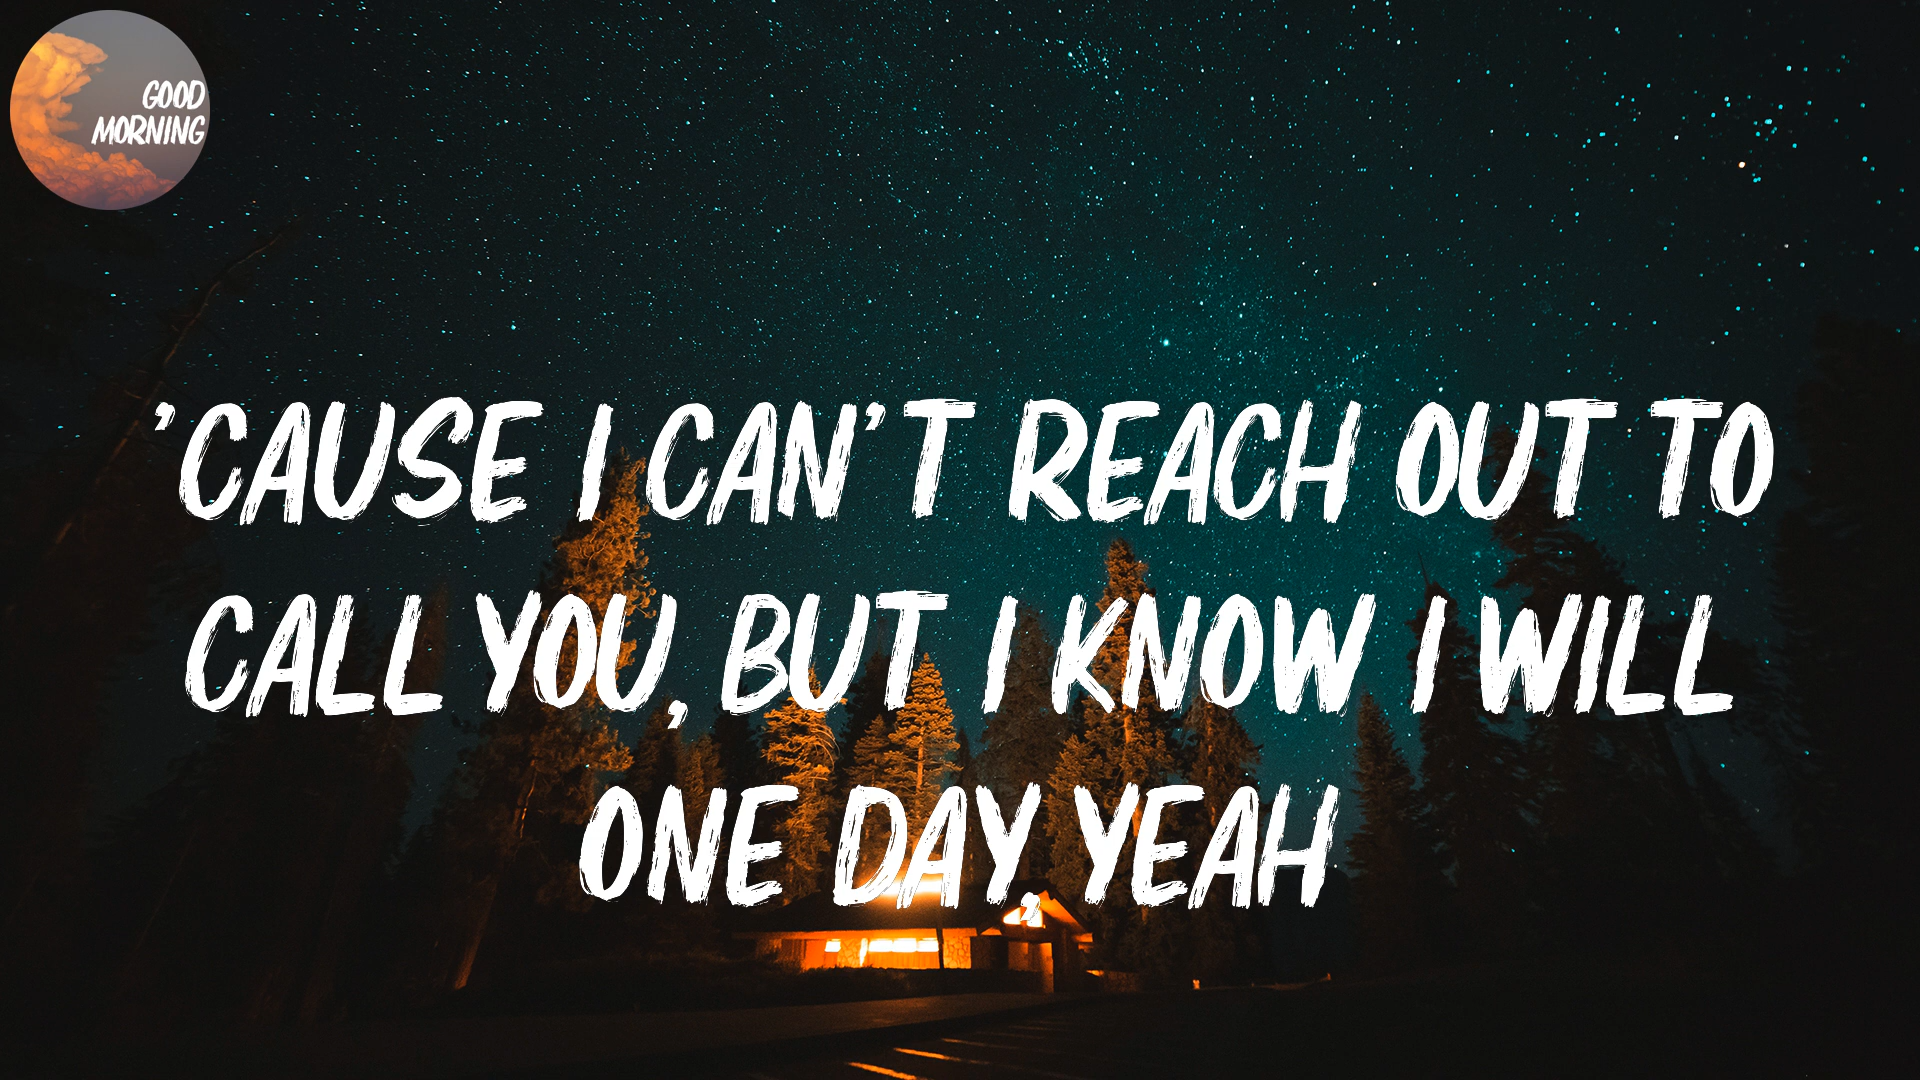 GOOD
MORNING
'CAUSE I CAN'T REACH OUT TO
CALL YOU, BUT I KNOW I WILL
ONE DAY, YEAH